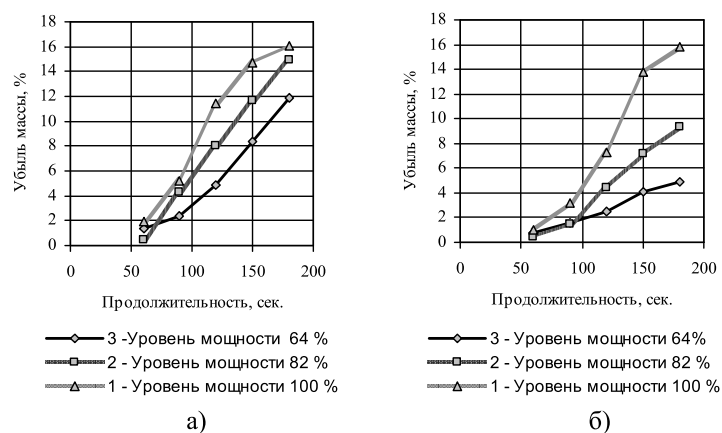 18
16
14
12
10
8
6
4
2
0
Убыль массы, %
0 50 100 150 200
Продолжительность, сек.
3 -Уровень мощности 64 %
2 - Уровень мощности 82 %
1 - Уровень мощности 100 %
а)
18
16
14
12
10
8
6
4
2
0
Убыль массы, %
0 50 100 150 200
Продолжительность, сек.
3 - Уровень мощности 64%
2 - Уровень мощности 82 %
1 - Уровень мощности 100 %
б)